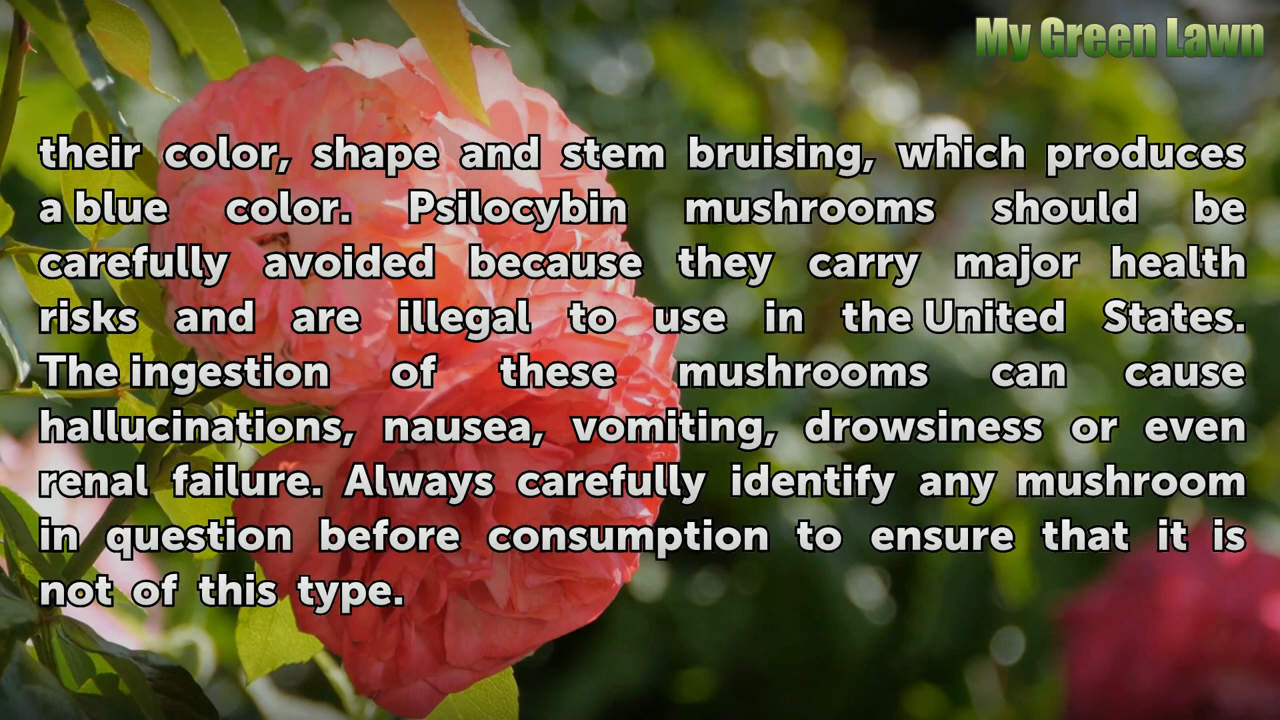 My Green Lawn
their color, shape and stem bruising, which produces
a blue color. Psilocybin mushrooms should be
carefully avoided because they carry major health
risks and are illegal to use in the United States.
The ingestion of these mushrooms can cause
hallucinations, nausea, vomiting, drowsiness or even
renal failure. Always carefully identify any mushroom
in question before consumption to ensure that it is
not of this type.